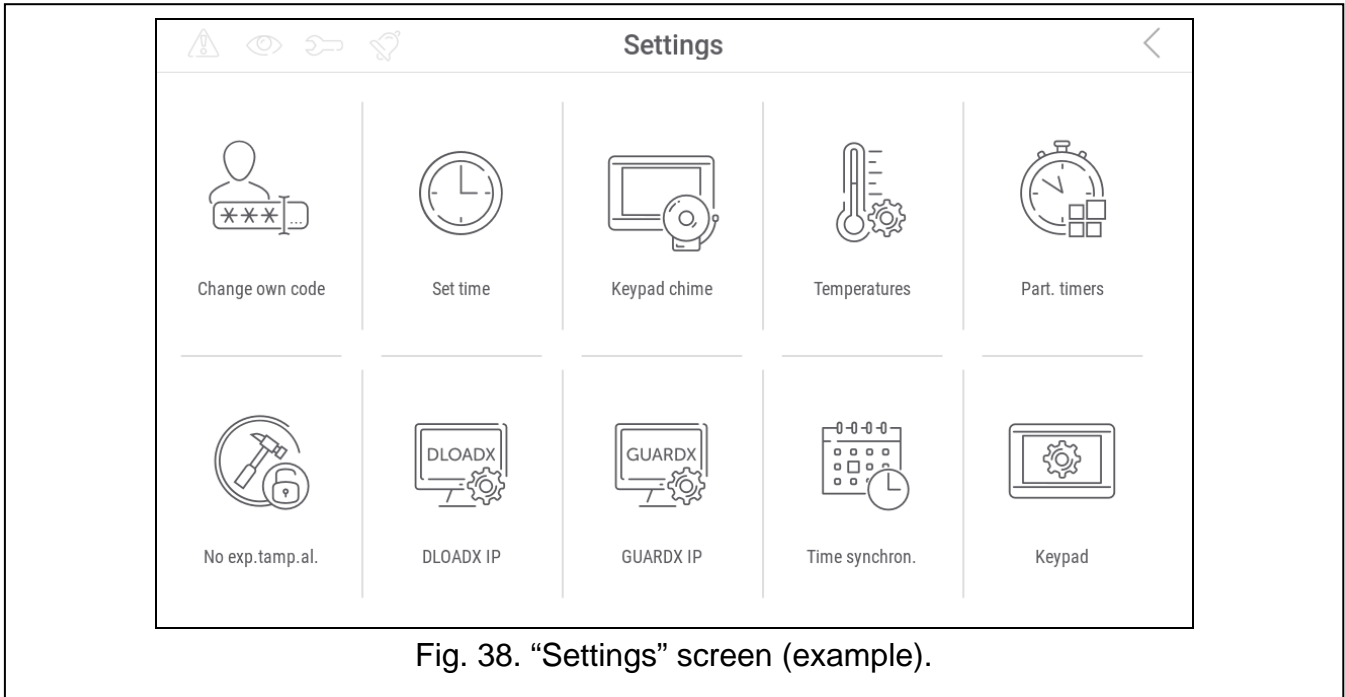 Settings
***...
Change own code
Set time
Keypad chime
Temperatures
Part. timers
DLOADX
GUARDX
No exp.tamp.al.
DLOADX IP
GUARDX IP
Time synchron.
Keypad
Fig. 38. “Settings” screen (example).